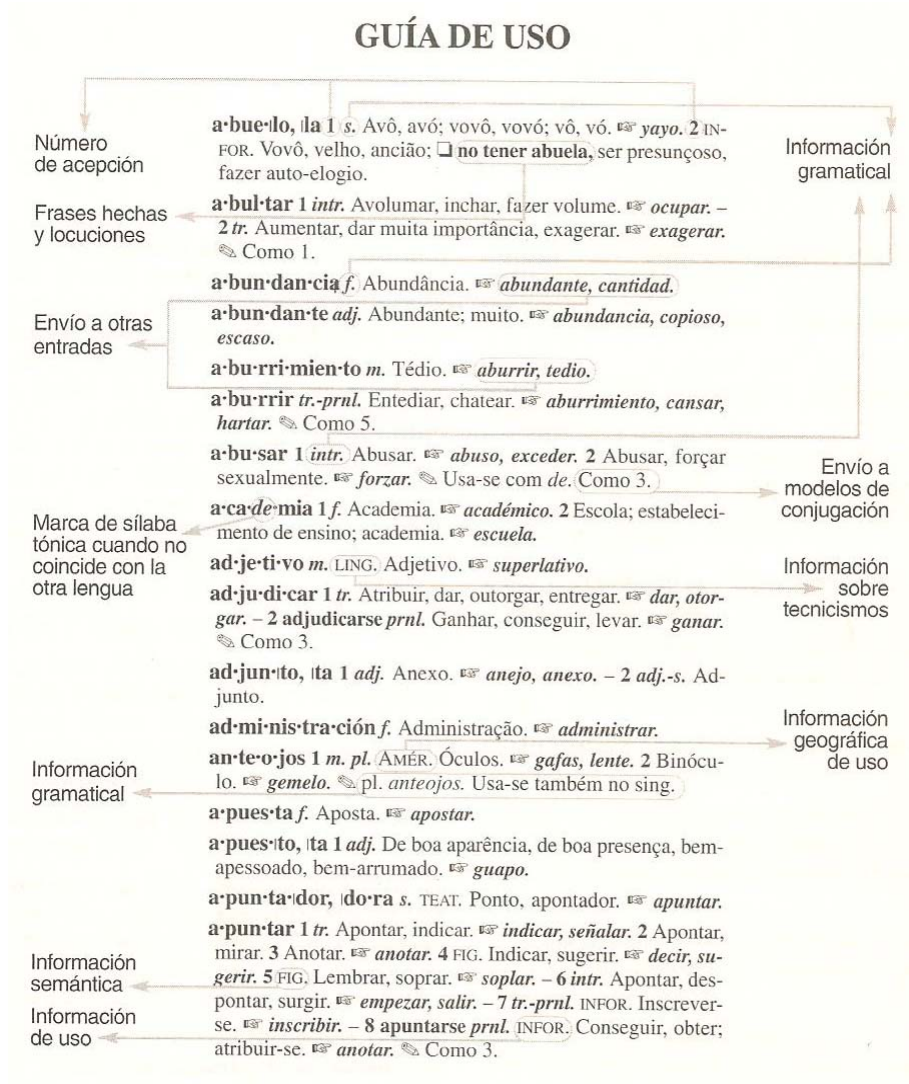 GUÍA DE USO
Número
de acepción
Frases hechas
y locuciones
Envío a otras
entradas
Marca de sílaba
tónica cuando no
coincide con la
otra lengua
Información
gramatical
Información
semántica
Información
de uso
a·bue·lo, la 1 s. Avô, avó; vovô, vovó; vô, vó. ☞ yayo. 2 IN-
FOR. Vovô, velho, ancião; ❑ no tener abuela, ser presunçoso,
fazer auto-elogio.
a·bul·tar 1 intr. Avolumar, inchar, fazer volume. ☞ ocupar. –
2 tr. Aumentar, dar muita importância, exagerar. ☞ exagerar.
✎ Como 1.
a·bun·dan·cia f. Abundância. ☞ abundante, cantidad.
a·bun·dan·te adj. Abundante; muito. ☞ abundancia, copioso,
escaso.
a·bu·rri·mien·to m. Tédio. ☞ aburrir, tedio.
a·bu·rrir tr.-prnl. Entediar, chatear. ☞ aburrimiento, cansar,
hartar. ✎ Como 5.
a·bu·sar 1 intr. Abusar. ☞ abuso, exceder. 2 Abusar, forçar
sexualmente. ☞ forzar. ✎ Usa-se com de. Como 3.
a·ca·de·mia 1 f. Academia. ☞ académico. 2 Escola; estabeleci-
mento de ensino; academia. ☞ escuela.
ad·je·ti·vo m. LING. Adjetivo. ☞ superlativo.
ad·ju·di·car 1 tr. Atribuir, dar, outorgar, entregar. ☞ dar, otor-
gar. – 2 adjudicarse prnl. Ganhar, conseguir, levar. ☞ ganar.
✎ Como 3.
ad·jun·|to, |ta 1 adj. Anexo. ☞ anejo, anexo. – 2 adj.-s. Ad-
junto.
ad·mi·nis·tra·ción f. Administração. ☞ administrar.
an·te·o·jos 1 m. pl. AMÉR. Óculos. ☞ gafas, lente. 2 Binócu-
lo. ☞ gemelo. ✎ pl. anteojos. Usa-se também no sing.
a·pues·ta f. Aposta. ☞ apostar.
a·pues·|to, |ta 1 adj. De boa aparência, de boa presença, bem-
apessoado, bem-arrumado. ☞ guapo.
a·pun·ta·|dor, |do·ra s. TEAT. Ponto, apontador. ☞ apuntar.
a·pun·tar 1 tr. Apontar, indicar. ☞ indicar, señalar. 2 Apontar,
mirar. 3 Anotar. ☞ anotar. 4 FIG. Indicar, sugerir. ☞ decir, su-
gerir. 5 FIG. Lembrar, soprar. ☞ soplar. – 6 intr. Apontar, des-
pontar, surgir. ☞ empezar, salir. – 7 tr.-prnl. INFOR. Inscrever-
se. ☞ inscribir. – 8 apuntarse prnl. INFOR. Conseguir, obter;
atribuir-se. ☞ anotar. ✎ Como 3.
Información
gramatical
Envío a
modelos de
conjugación
Información
sobre
tecnicismos
Información
geográfica
de uso